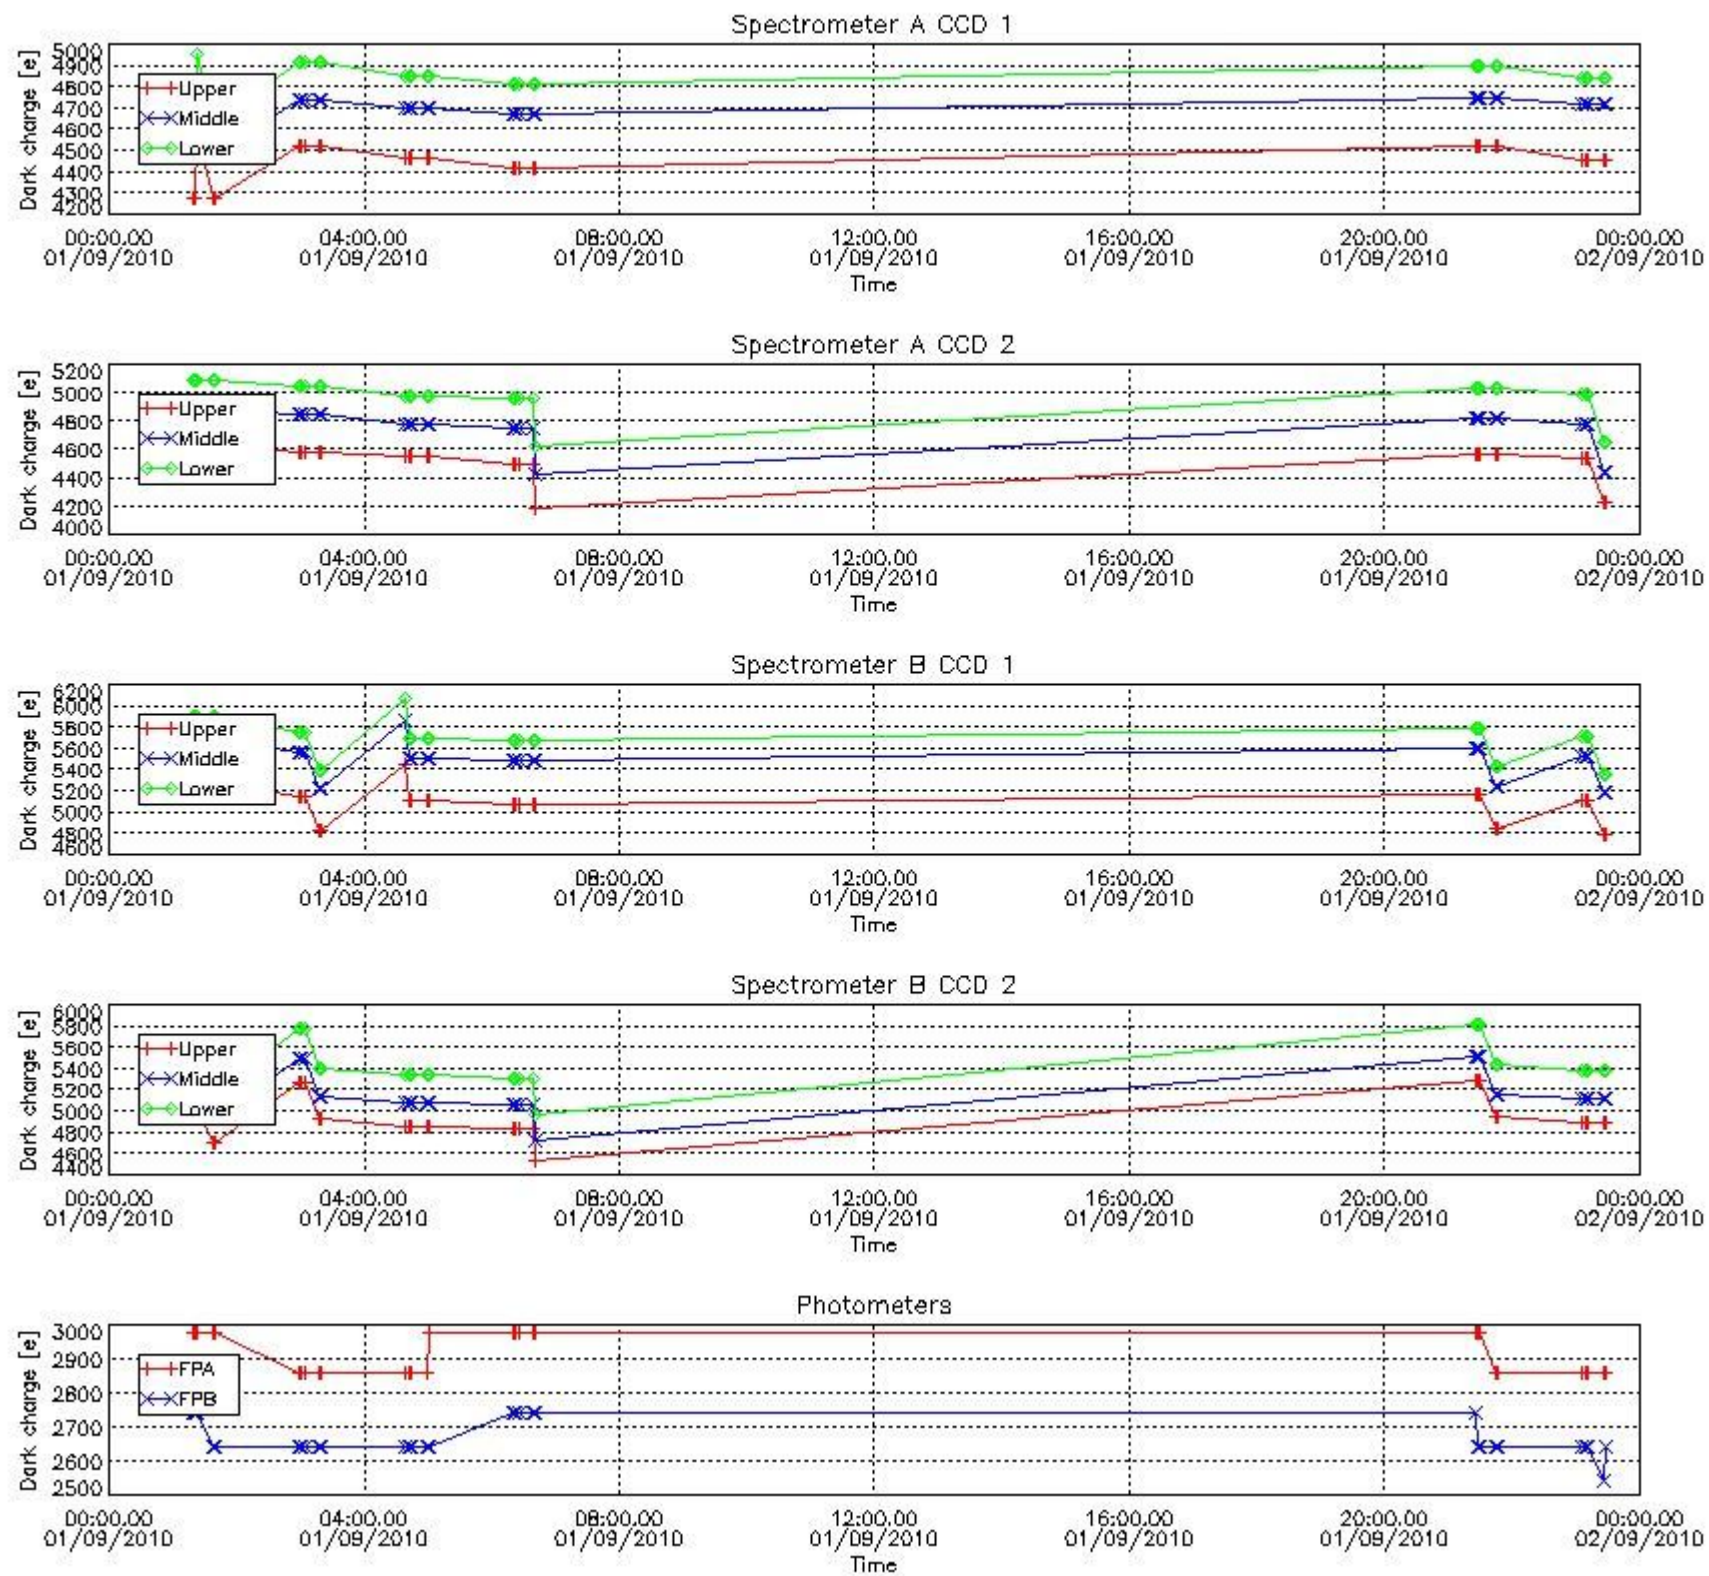 Spectrometer A CCD 1
Dark charge [e]
5000
4900
4800
4700
4600
4500
4400
4300
4200
Upper
Middle
Lower
00:00.00 04:00.00 08:00.00 12:00.00 16:00.00 20:00.00 00:00.00
01/09/2010 01/09/2010 01/09/2010 01/09/2010 01/09/2010 01/09/2010 02/09/2010
Time
Spectrometer A CCD 2
Dark charge [e]
5200
5000
4800
4600
4400
4200
4000
Upper
Middle
Lower
00:00.00 04:00.00 08:00.00 12:00.00 16:00.00 20:00.00 00:00.00
01/09/2010 01/09/2010 01/09/2010 01/09/2010 01/09/2010 01/09/2010 02/09/2010
Time
Spectrometer B CCD 1
Dark charge [e]
6200
6000
5800
5600
5400
5200
5000
4800
4600
Upper
Middle
Lower
00:00.00 04:00.00 08:00.00 12:00.00 16:00.00 20:00.00 00:00.00
01/09/2010 01/09/2010 01/09/2010 01/09/2010 01/09/2010 01/09/2010 02/09/2010
Time
Spectrometer B CCD 2
Dark charge [e]
6000
5800
5600
5400
5200
5000
4800
4600
4400
Upper
Middle
Lower
00:00.00 04:00.00 08:00.00 12:00.00 16:00.00 20:00.00 00:00.00
01/09/2010 01/09/2010 01/09/2010 01/09/2010 01/09/2010 01/09/2010 02/09/2010
Time
Photometers
Dark charge [e]
3000
2900
2800
2700
2600
2500
FPA
FPB
00:00.00 04:00.00 08:00.00 12:00.00 16:00.00 20:00.00 00:00.00
01/09/2010 01/09/2010 01/09/2010 01/09/2010 01/09/2010 01/09/2010 02/09/2010
Time